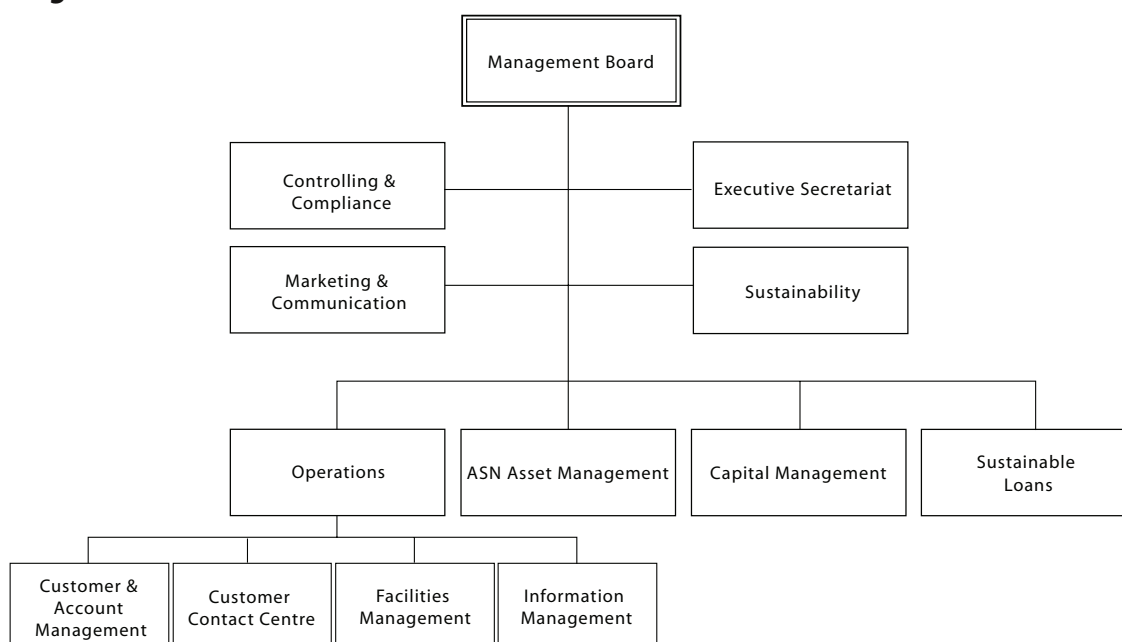 Management Board
Controlling &
Compliance
Executive Secretariat
Marketing &
Communication
Sustainability
Operations
ASN Asset Management
Capital Management
Sustainable
Loans
Customer &
Account
Management
Customer
Contact Centre
Facilities
Management
Information
Management